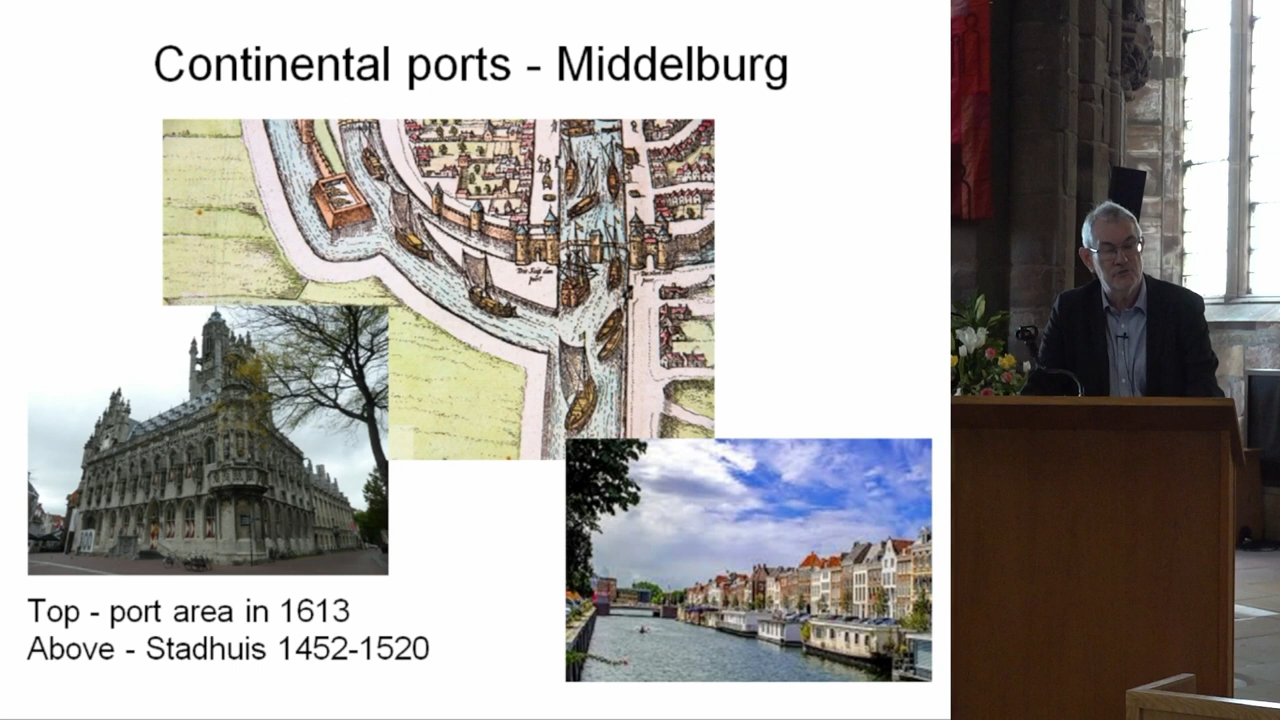 Continental ports - Middelburg
Top - port area in 1613
Above - Stadhuis 1452-1520